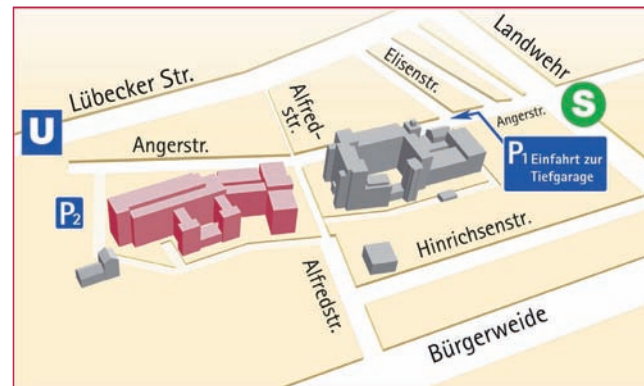 Landwehr
Elisenstr.
Lübecker Str.
Alfred-
str.
S
U
Angerstr.
Angerstr.
P1 Einfahrt zur
Tiefgarage
P2
Hinrichsenstr.
Alfredstr.
Bürgerweide